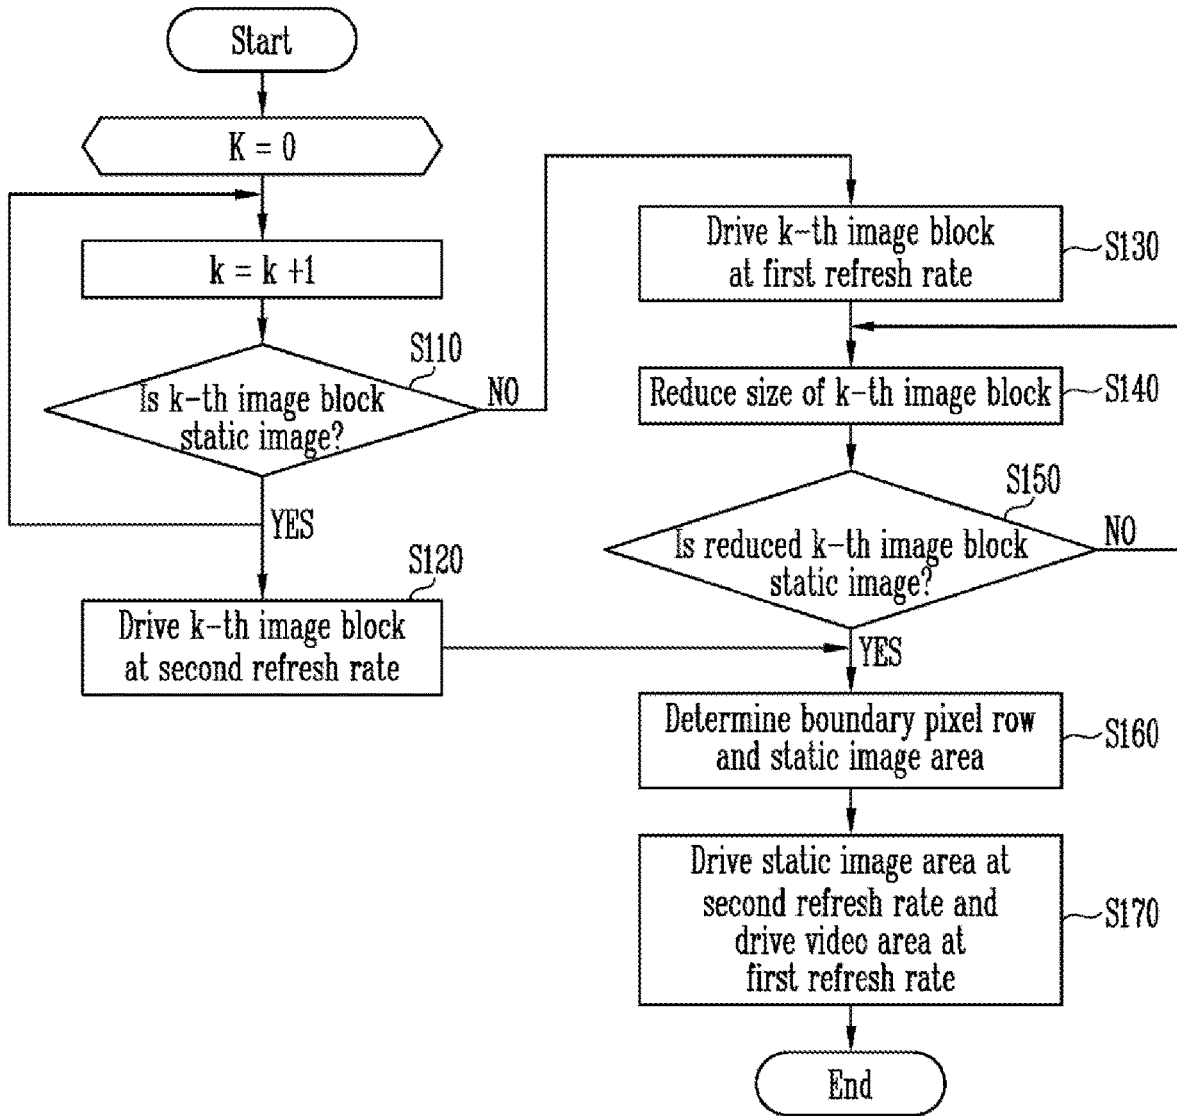 Start
K = 0
k = k +1
S110
Is k-th image block
static image?
NO
YES
S120
Drive k-th image block
at second refresh rate
Drive k-th image block
at first refresh rate
S130
Reduce size of k-th image block
S140
S150
Is reduced k-th image block
static image?
NO
YES
Determine boundary pixel row
and static image area
S160
Drive static image area at
second refresh rate and
drive video area at
first refresh rate
S170
End